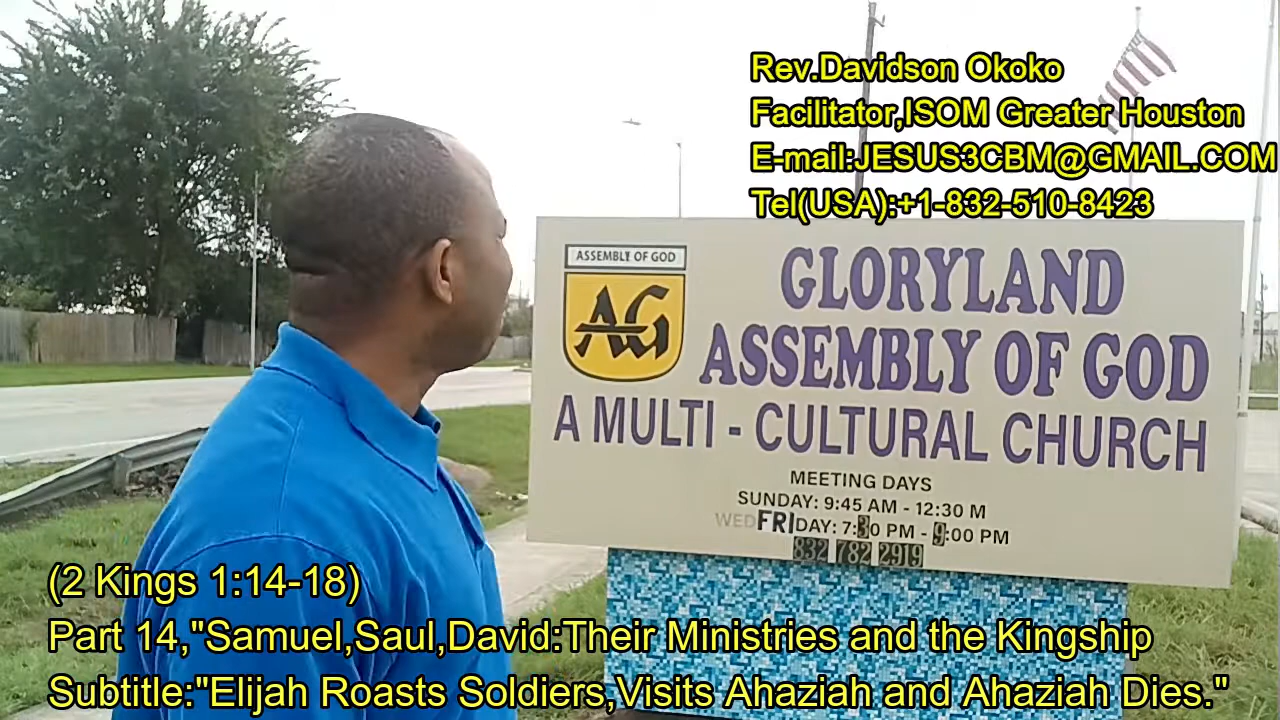 Rev.Davidson Okoko
Facilitator,ISOM Greater Houston
E-mail:JESUS3CBM@GMAIL.COM
Tel(USA):+1-832-510-8423
ASSEMBLY OF GOD
AG
GLORYLAND
ASSEMBLY OF GOD
A MULTI - CULTURAL CHURCH
MEETING DAYS
SUNDAY: 9:45 AM - 12:30 M
WEDFRIDAY: 7:30 PM - 9:00 PM
832 782 2919
(2 Kings 1:14-18)
Part 14,"Samuel,Saul,David:Their Ministries and the Kingship
Subtitle:"Elijah Roasts Soldiers,Visits Ahaziah and Ahaziah Dies."